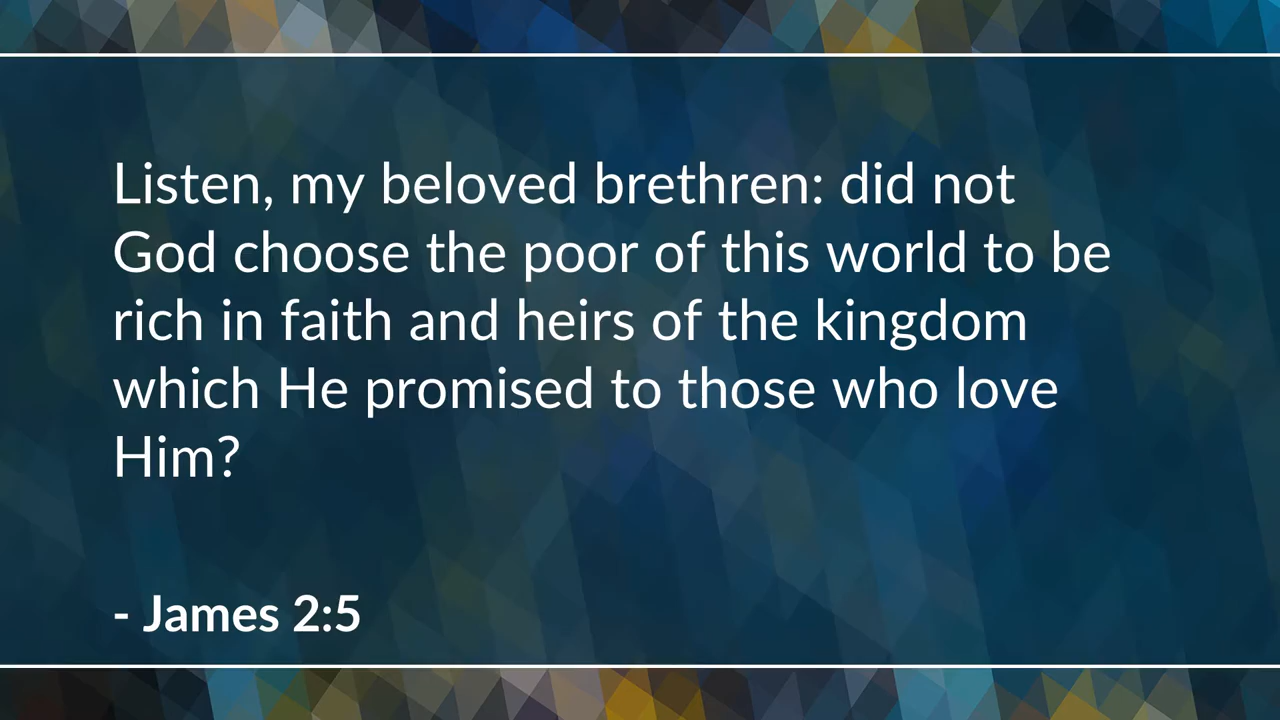 Listen, my beloved brethren: did not
God choose the poor of this world to be
rich in faith and heirs of the kingdom
which He promised to those who love
Him?
- James 2:5